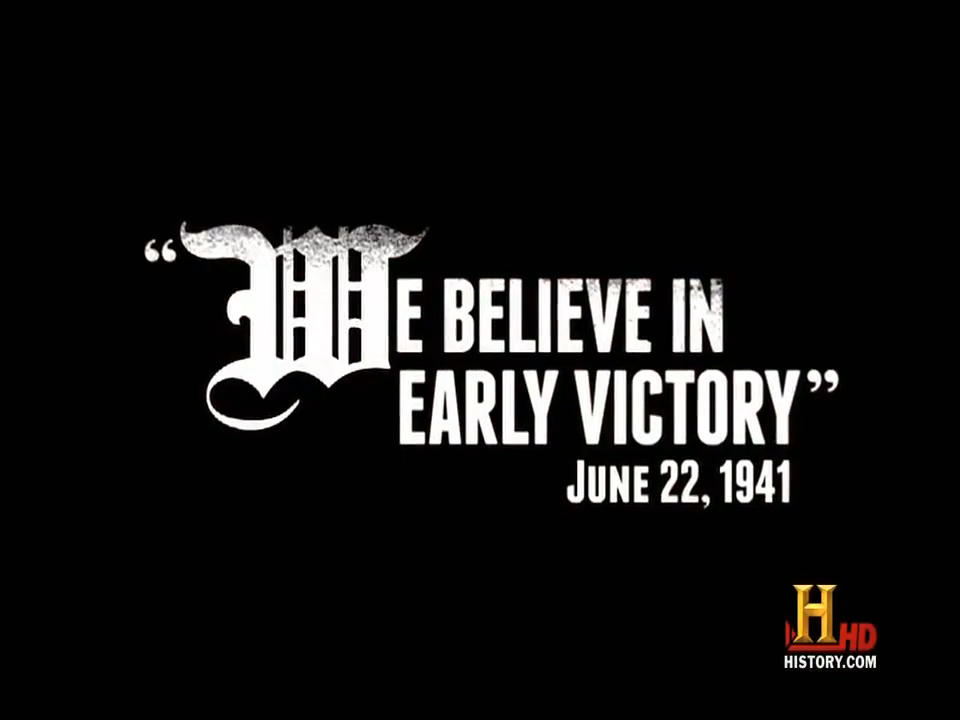 “WE BELIEVE IN
EARLY VICTORY”
JUNE 22, 1941
H HD
HISTORY.COM